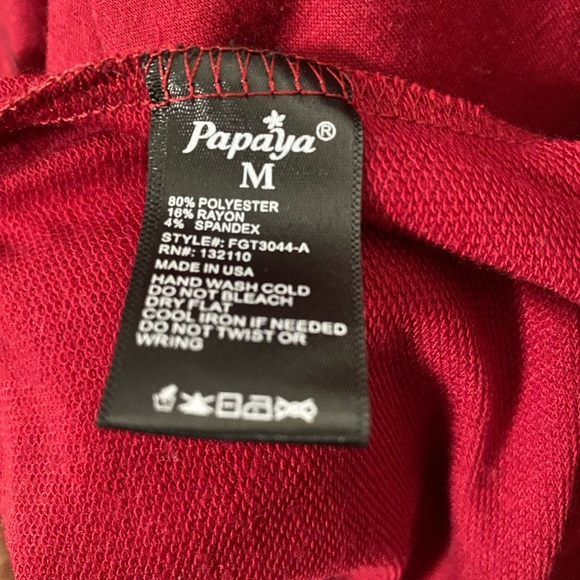 Papaya®
M
80% POLYESTER
16% RAYON
4% SPANDEX
STYLE#: FGT3044-A
RN#: 132110
MADE IN USA
HAND WASH COLD
DO NOT BLEACH
DRY FLAT
COOL IRON IF NEEDED
DO NOT TWIST OR
WRING